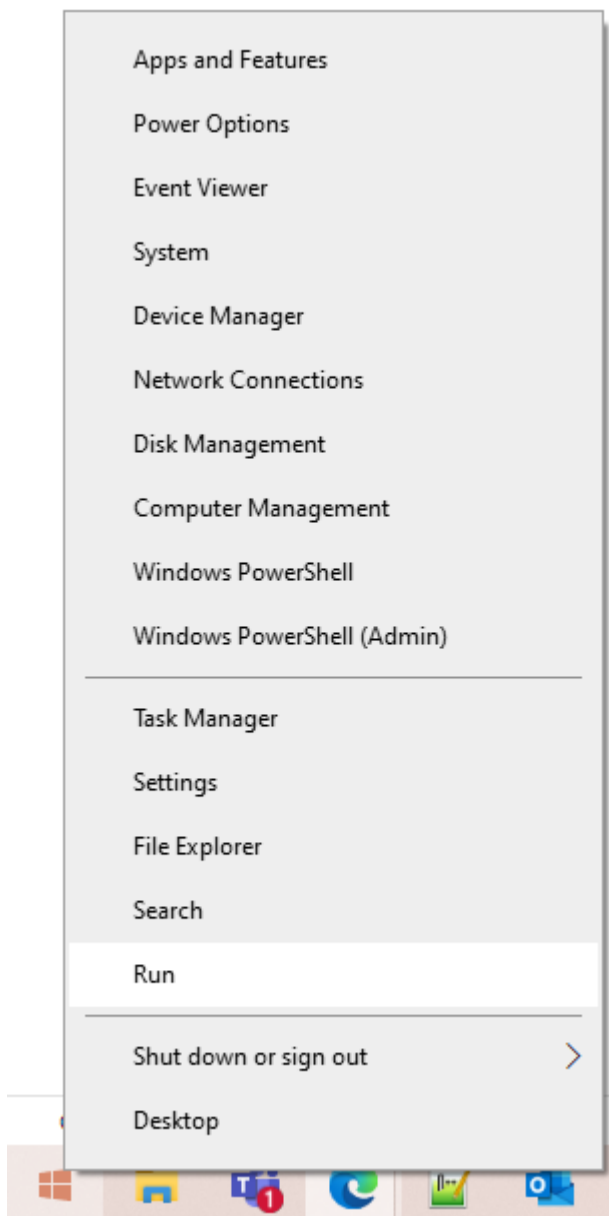 Apps and Features
Power Options
Event Viewer
System
Device Manager
Network Connections
Disk Management
Computer Management
Windows PowerShell
Windows PowerShell (Admin)
Task Manager
Settings
File Explorer
Search
Run
Shut down or sign out
Desktop
T 1 O